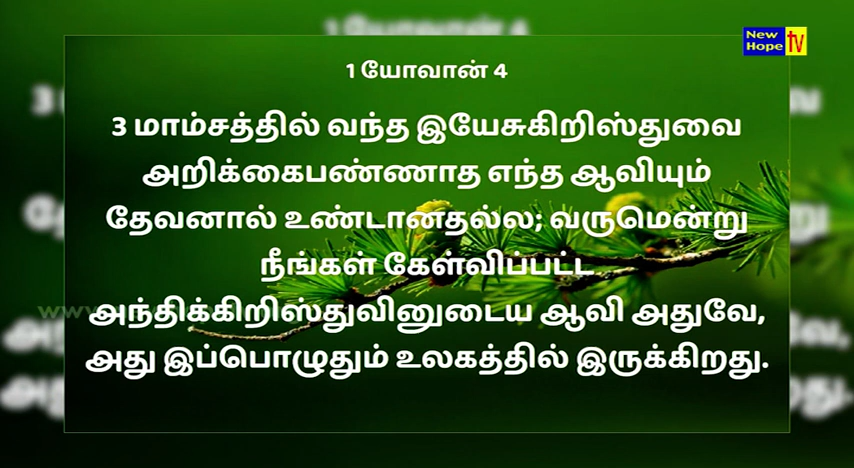 New
Hope tv
1 யோவான் 4
3 மாம்சத்தில் வந்த இயேசுகிறிஸ்துவை
அறிக்கைபண்ணாத எந்த ஆவியும்
தேவனால் உண்டானதல்ல; வருமென்று
நீங்கள் கேள்விப்பட்ட
அந்திக்கிறிஸ்துவினுடைய ஆவி அதுவே,
அது இப்பொழுதும் உலகத்தில் இருக்கிறது.